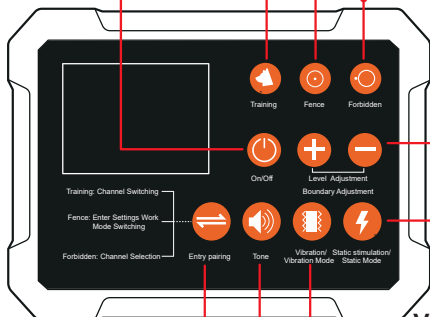 Training
Fence
Forbidden
On/Off
Level Adjustment
Boundary Adjustment
Training: Channel Switching
Fence: Enter Settings Work
Mode Switching
Forbidden: Channel Selection
Entry pairing
Tone
Vibration/
Vibration Mode
Static stimulation/
Static Mode